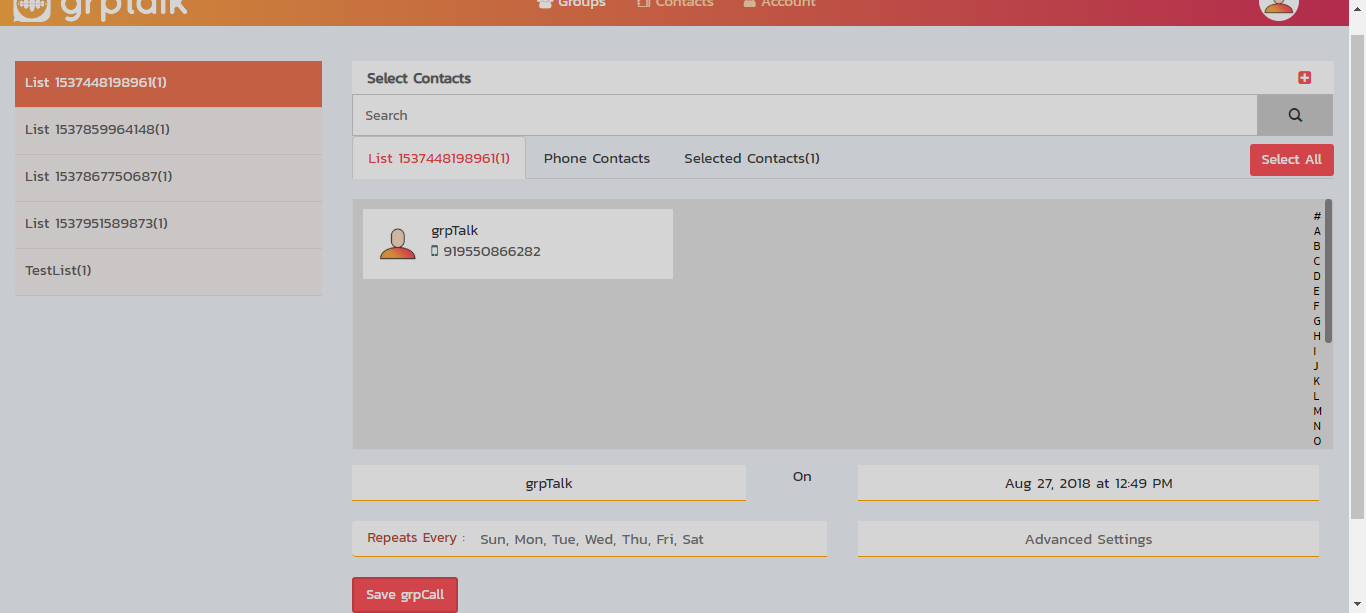 grptalk
Groups
Contacts
Account
List 1537448198961(1)
List 1537859964148(1)
List 1537867750687(1)
List 1537951589873(1)
TestList(1)
Select Contacts
Search
List 1537448198961(1)
Phone Contacts
Selected Contacts(1)
Select All
grpTalk
919550866282
#
A
B
C
D
E
F
G
H
I
J
K
L
M
N
O
grpTalk
On
Aug 27, 2018 at 12:49 PM
Repeats Every : Sun, Mon, Tue, Wed, Thu, Fri, Sat
Advanced Settings
Save grpCall